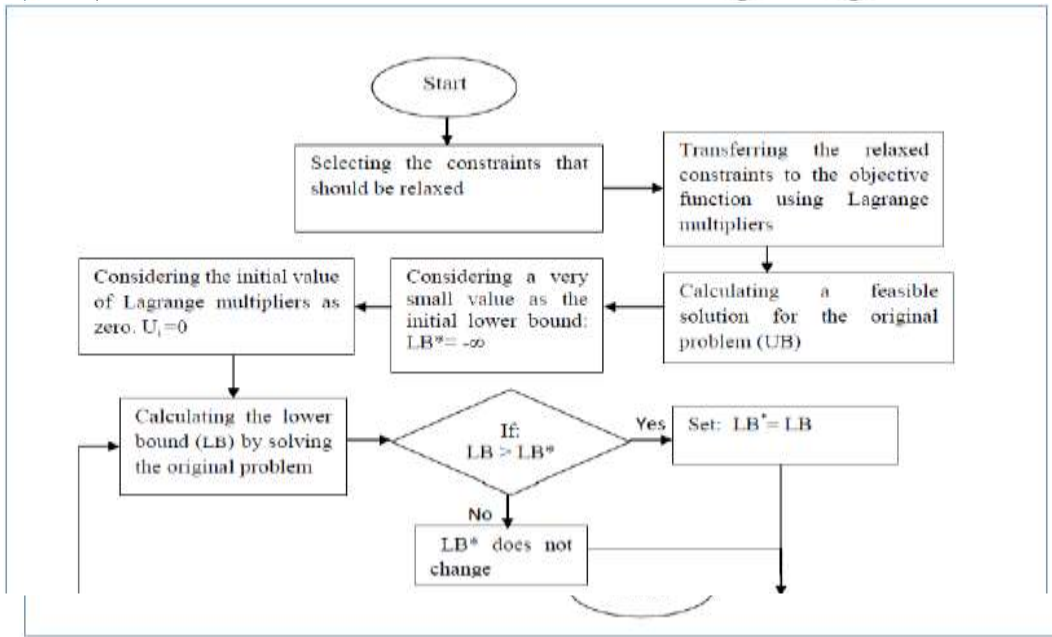 Start
Selecting the constraints that
should be relaxed
Transferring the relaxed
constraints to the objective
function using Lagrange
multipliers
Considering the initial value
of Lagrange multipliers as
zero. Ui=0
Considering a very
small value as the
initial lower bound:
LB*= -∞
Calculating a feasible
solution for the original
problem (UB)
Calculating the lower
bound (LB) by solving
the original problem
If:
LB > LB*
Yes
Set: LB*= LB
No
LB* does not
change